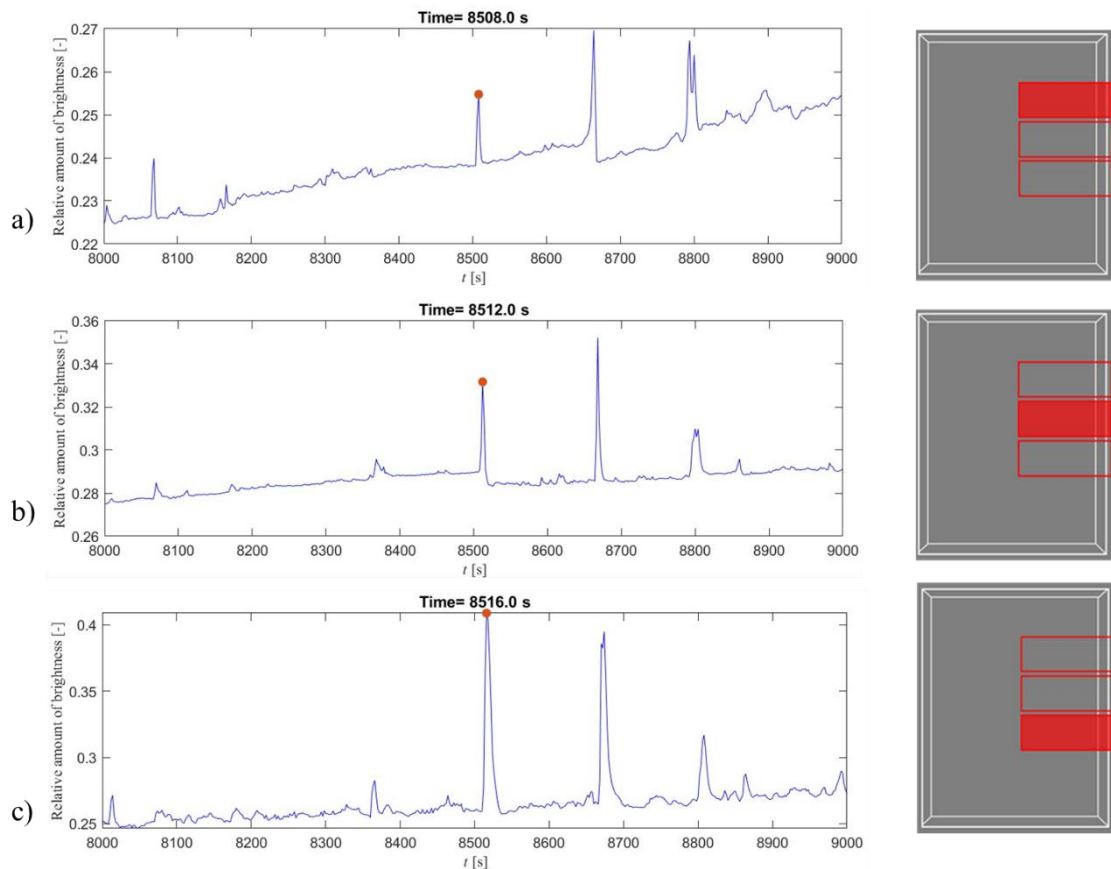 Time= 8508.0 s
Relative amount of brightness [-]
0.27
0.26
0.25
0.24
0.23
0.22
8000 8100 8200 8300 8400 8500 8600 8700 8800 8900 9000
t [s]
a)
Time= 8512.0 s
Relative amount of brightness [-]
0.36
0.34
0.32
0.3
0.28
0.26
8000 8100 8200 8300 8400 8500 8600 8700 8800 8900 9000
t [s]
b)
Time= 8516.0 s
Relative amount of brightness [-]
0.4
0.35
0.3
0.25
8000 8100 8200 8300 8400 8500 8600 8700 8800 8900 9000
t [s]
c)